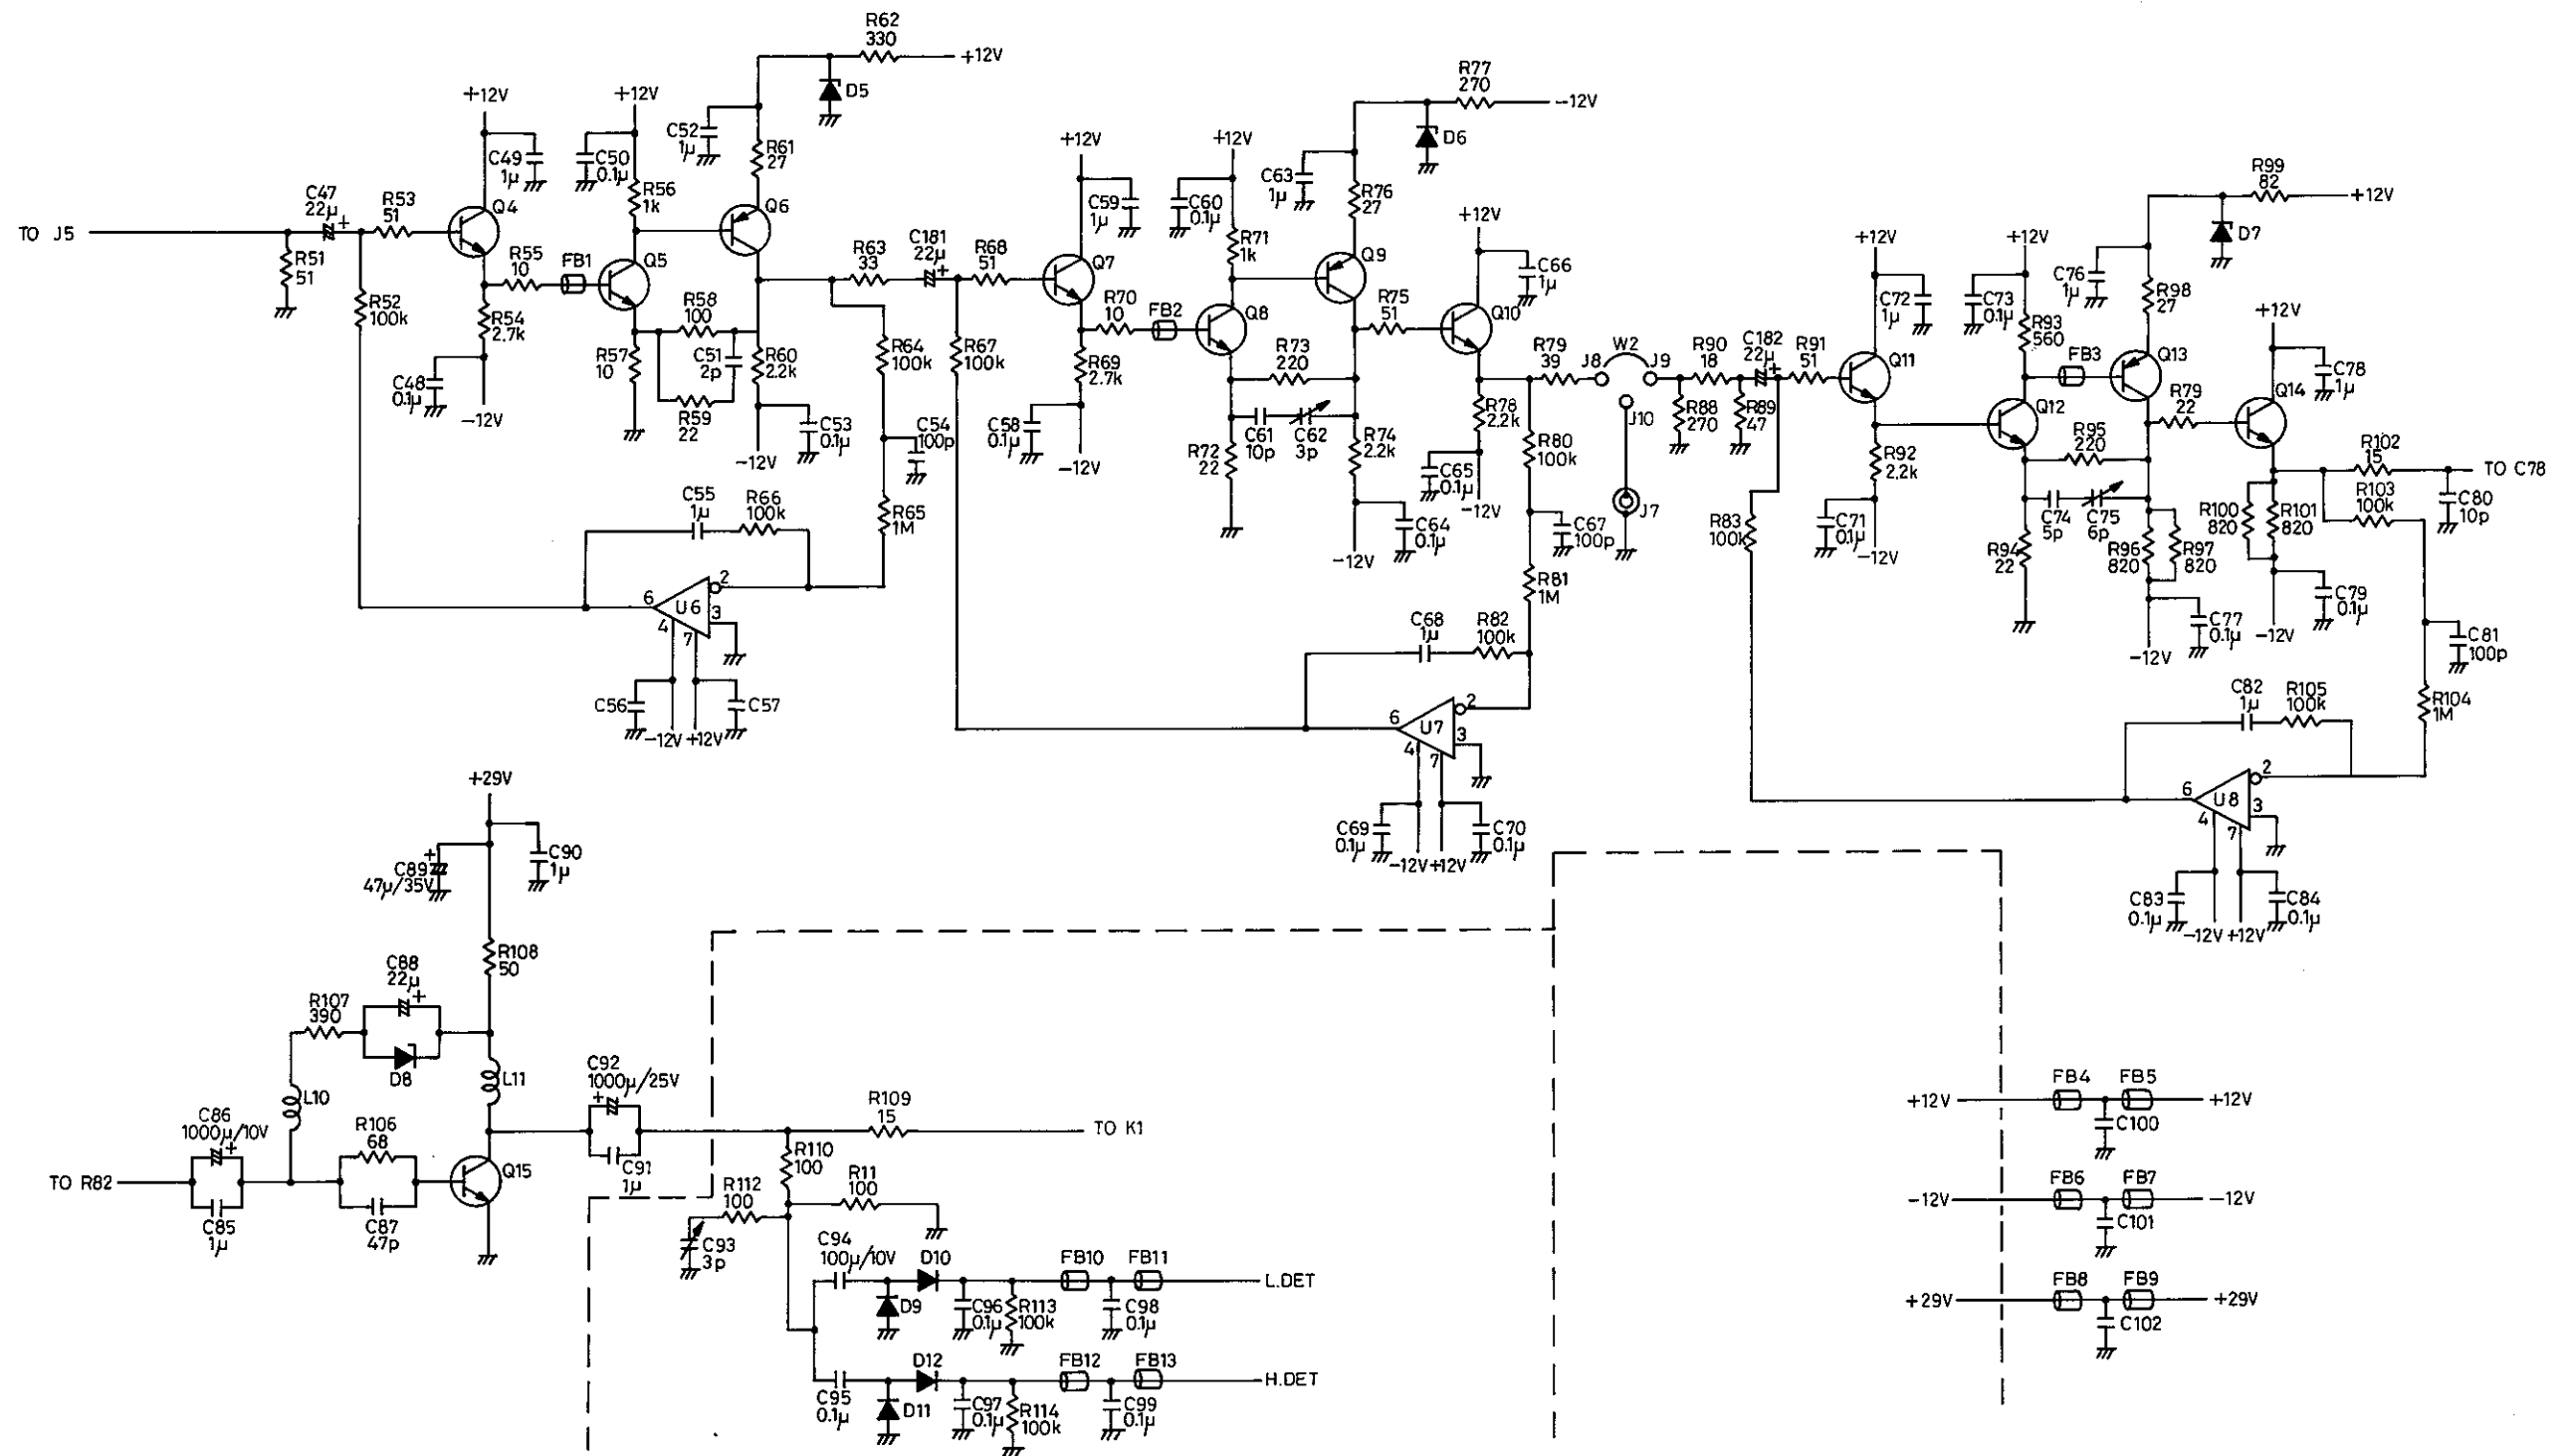 R62
330
+12V
D5
+12V
+12V
C52
1µ
R61
27
C49
1µ
C50
0.1µ
R56
1k
C47
22µ
+
R53
51
Q4
Q6
TO J5
R51
51
R52
100k
R55
10
FB1
Q5
R54
2.7k
C48
0.1µ
-12V
R58
100
C51
2p
R57
10
R59
22
R60
2.2k
C53
0.1µ
-12V
R63
33
C181
22µ
+
R64
100k
C54
100p
R65
1M
C55
1µ
R66
100k
U6
2
3
4
6
7
C56
C57
-12V
+12V
R77
270
-12V
D6
+12V
+12V
C59
1µ
C60
0.1µ
C63
1µ
R76
27
R71
1k
R68
51
Q7
Q9
R67
100k
R70
10
FB2
Q8
R69
2.7k
C58
0.1µ
-12V
R73
220
C61
10p
C62
3p
R72
22
R74
2.2k
C64
0.1µ
-12V
R75
51
+12V
C66
1µ
Q10
R78
2.2k
C65
0.1µ
-12V
R79
39
J8
W2
J9
J10
J7
R80
100k
C67
100p
R81
1M
C68
1µ
R82
100k
U7
2
3
4
6
7
C69
0.1µ
C70
0.1µ
-12V
+12V
R99
82
+12V
D7
+12V
+12V
C72
1µ
C73
0.1µ
C76
1µ
R98
27
R90
18
C182
22µ
+
R91
51
R88
270
R89
47
Q11
R93
560
FB3
Q13
R92
2.2k
C71
0.1µ
-12V
R83
100k
Q12
R95
220
C74
5p
C75
6p
R94
22
R96
820
R97
820
C77
0.1µ
-12V
R79
22
+12V
C78
1µ
Q14
R100
820
R101
820
C79
0.1µ
-12V
R102
15
TO C78
R103
100k
C80
10p
C81
100p
R104
1M
C82
1µ
R105
100k
U8
2
3
4
6
7
C83
0.1µ
C84
0.1µ
-12V
+12V
+29V
C89
47µ/35V
+
C90
1µ
R108
50
C88
22µ
+
R107
390
D8
L10
L11
C86
1000µ/10V
+
R106
68
TO R82
C85
1µ
C87
47p
Q15
C92
1000µ/25V
+
C91
1µ
R109
15
TO K1
R110
100
R112
100
R11
100
C93
3p
C94
100µ/10V
D10
FB10
FB11
L.DET
D9
C96
0.1µ
R113
100k
C98
0.1µ
D12
FB12
FB13
H.DET
C95
0.1µ
D11
C97
0.1µ
R114
100k
C99
0.1µ
+12V
FB4
FB5
+12V
C100
-12V
FB6
FB7
-12V
C101
+29V
FB8
FB9
+29V
C102